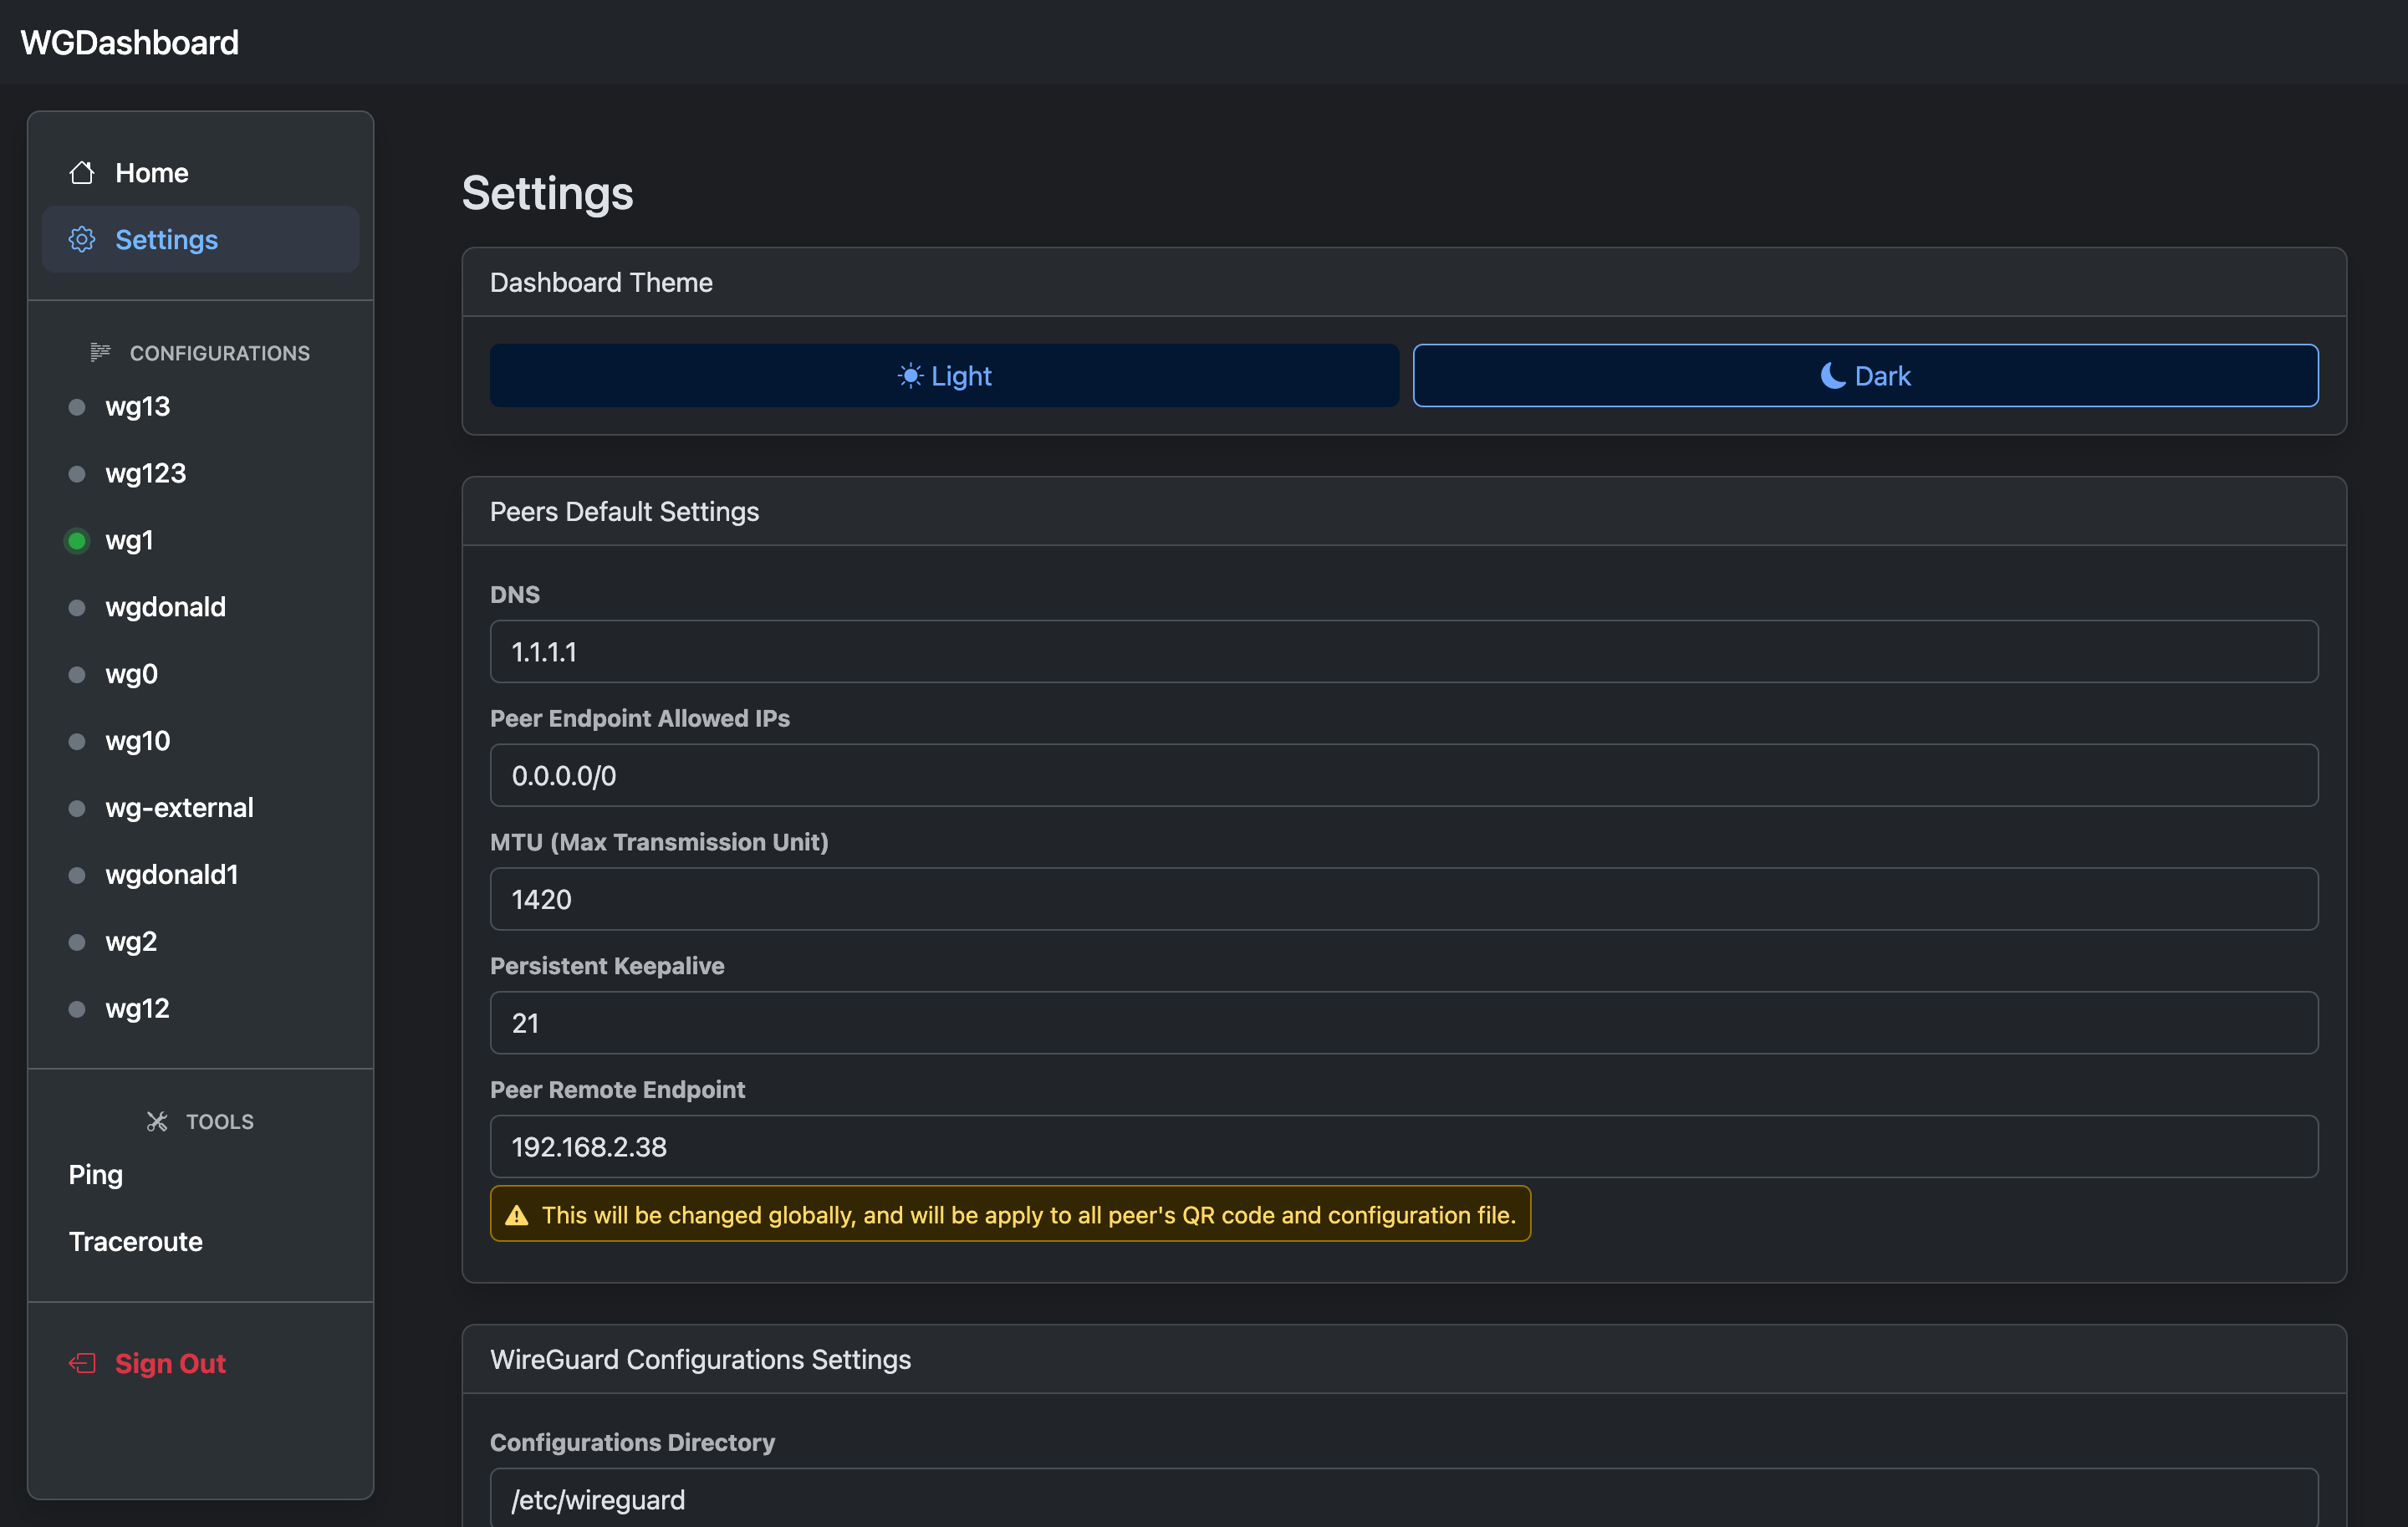 WGDashboard
Home
Settings
CONFIGURATIONS
wg13
wg123
wg1
wgdonald
wg0
wg10
wg-external
wgdonald1
wg2
wg12
TOOLS
Ping
Traceroute
Sign Out
Settings
Dashboard Theme
Light
Dark
Peers Default Settings
DNS
1.1.1.1
Peer Endpoint Allowed IPs
0.0.0.0/0
MTU (Max Transmission Unit)
1420
Persistent Keepalive
21
Peer Remote Endpoint
192.168.2.38
This will be changed globally, and will be apply to all peer's QR code and configuration file.
WireGuard Configurations Settings
Configurations Directory
/etc/wireguard